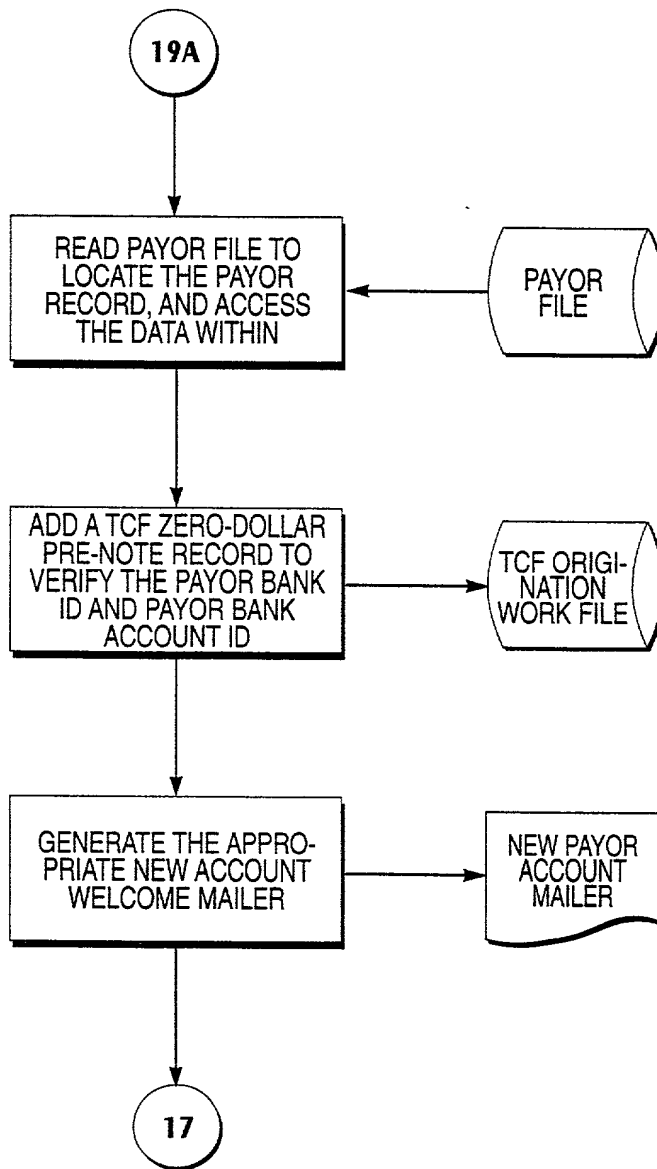 19A
READ PAYOR FILE TO
LOCATE THE PAYOR
RECORD, AND ACCESS
THE DATA WITHIN
PAYOR
FILE
ADD A TCF ZERO-DOLLAR
PRE-NOTE RECORD TO
VERIFY THE PAYOR BANK
ID AND PAYOR BANK
ACCOUNT ID
TCF ORIGI-
NATION
WORK FILE
GENERATE THE APPRO-
PRIATE NEW ACCOUNT
WELCOME MAILER
NEW PAYOR
ACCOUNT
MAILER
17